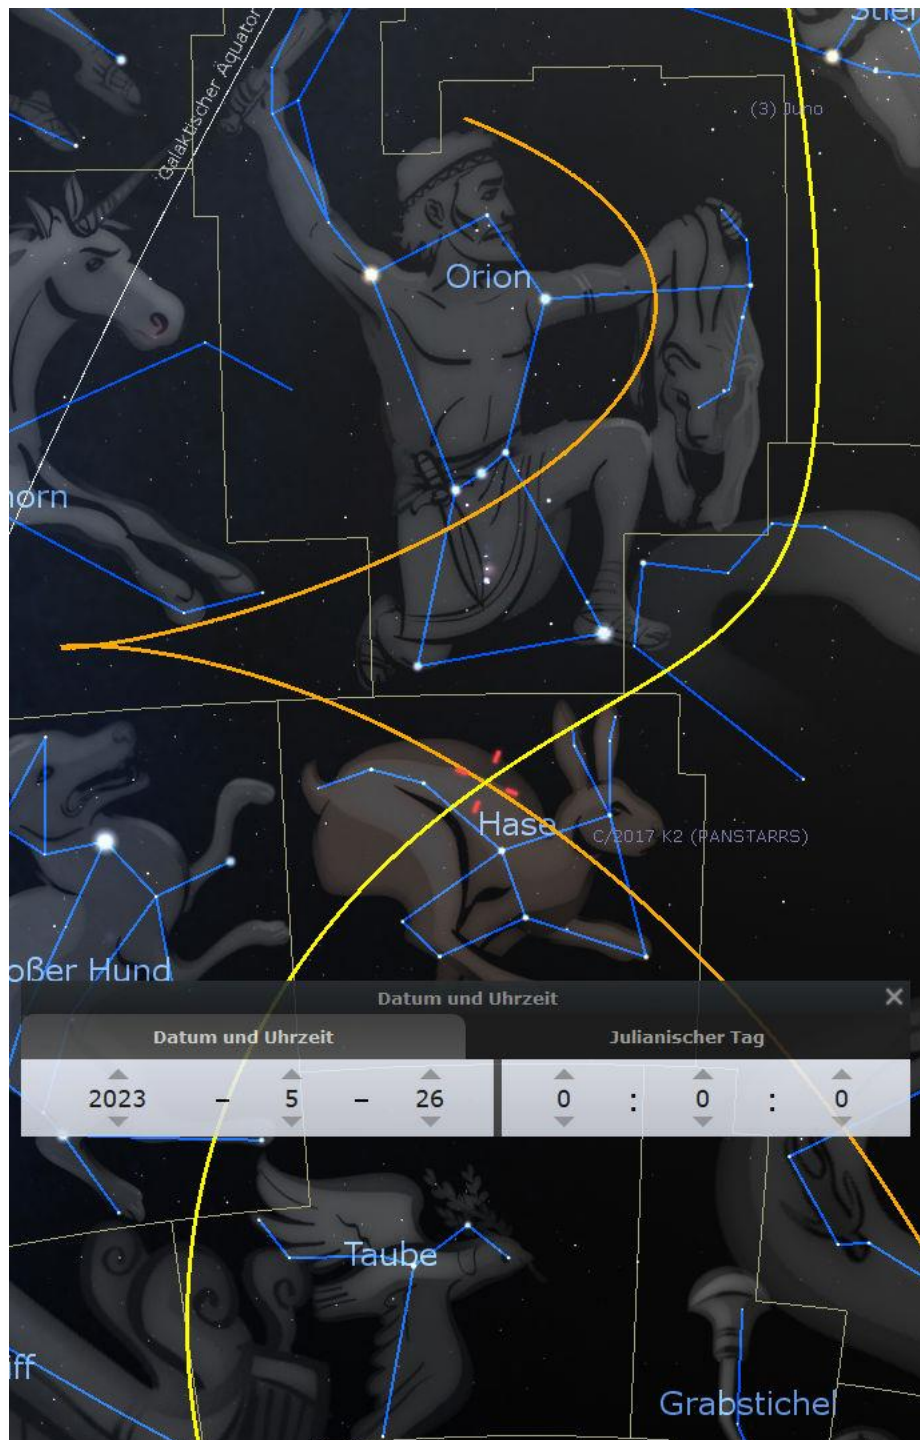 Stier
Galaktischer Äquator
(3) Juno
Orion
horn
Hase
C/2017 K2 (PANSTARRS)
oßer Hund
Datum und Uhrzeit
Datum und Uhrzeit
Julianischer Tag
2023 – 5 – 26 0 : 0 : 0
Taube
iff
Grabstichel